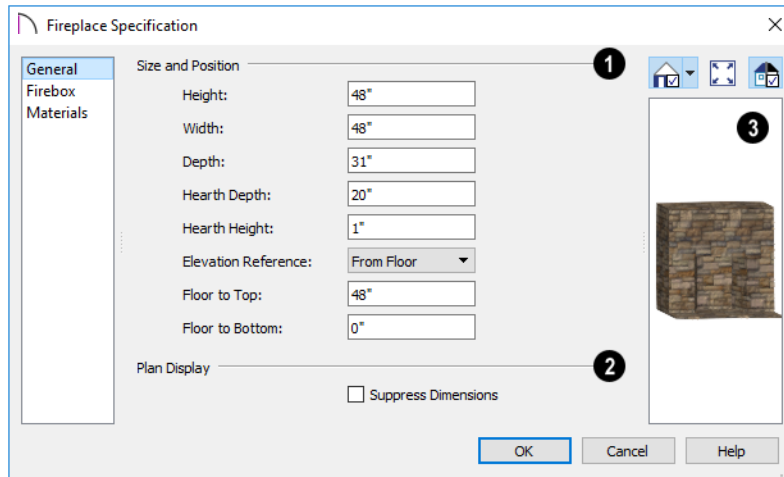 Fireplace Specification
General
Firebox
Materials
Size and Position
1
Height: 48"
Width: 48"
Depth: 31"
Hearth Depth: 20"
Hearth Height: 1"
Elevation Reference: From Floor
Floor to Top: 48"
Floor to Bottom: 0"
Plan Display
2
Suppress Dimensions
3
OK Cancel Help